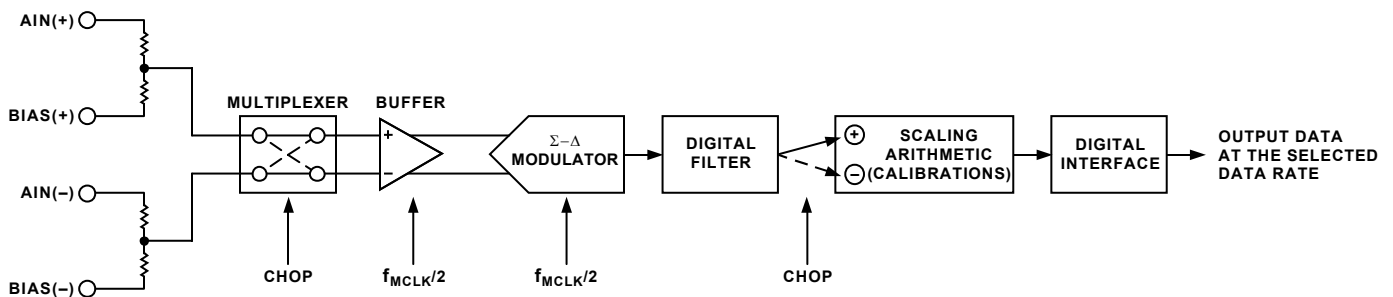 AIN(+)
BIAS(+)
AIN(−)
BIAS(−)
MULTIPLEXER
CHOP
BUFFER
+
−
fMCLK/2
Σ−Δ
MODULATOR
fMCLK/2
DIGITAL
FILTER
CHOP
+
−
SCALING
ARITHMETIC
(CALIBRATIONS)
DIGITAL
INTERFACE
OUTPUT DATA
AT THE SELECTED
DATA RATE